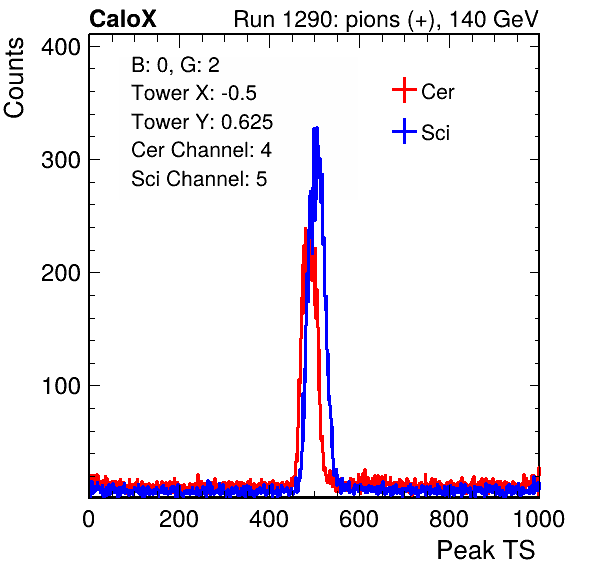 CaloX Run 1290: pions (+), 140 GeV
Counts
400
300
200
100
B: 0, G: 2
Tower X: -0.5
Tower Y: 0.625
Cer Channel: 4
Sci Channel: 5
Cer
Sci
0 200 400 600 800 1000
Peak TS